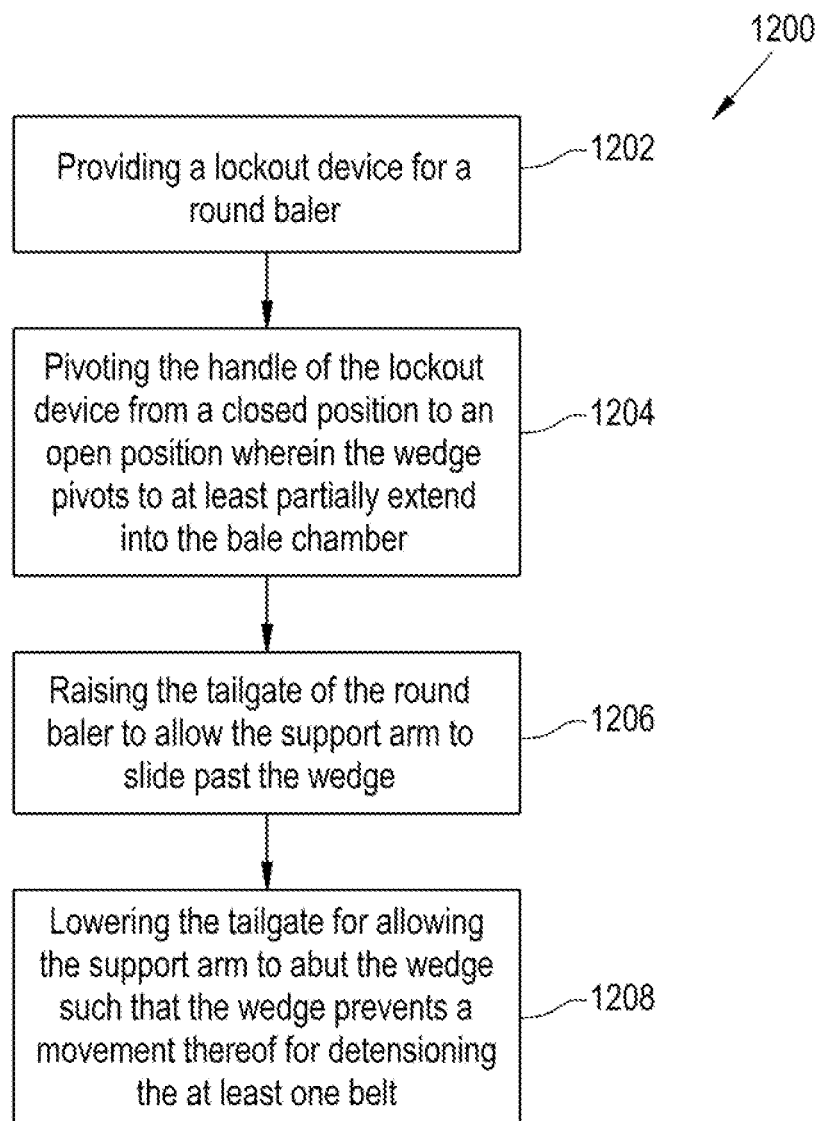 1200
Providing a lockout device for a
round baler
1202
Pivoting the handle of the lockout
device from a closed position to an
open position wherein the wedge
pivots to at least partially extend
into the bale chamber
1204
Raising the tailgate of the round
baler to allow the support arm to
slide past the wedge
1206
Lowering the tailgate for allowing
the support arm to abut the wedge
such that the wedge prevents a
movement thereof for detensioning
the at least one belt
1208